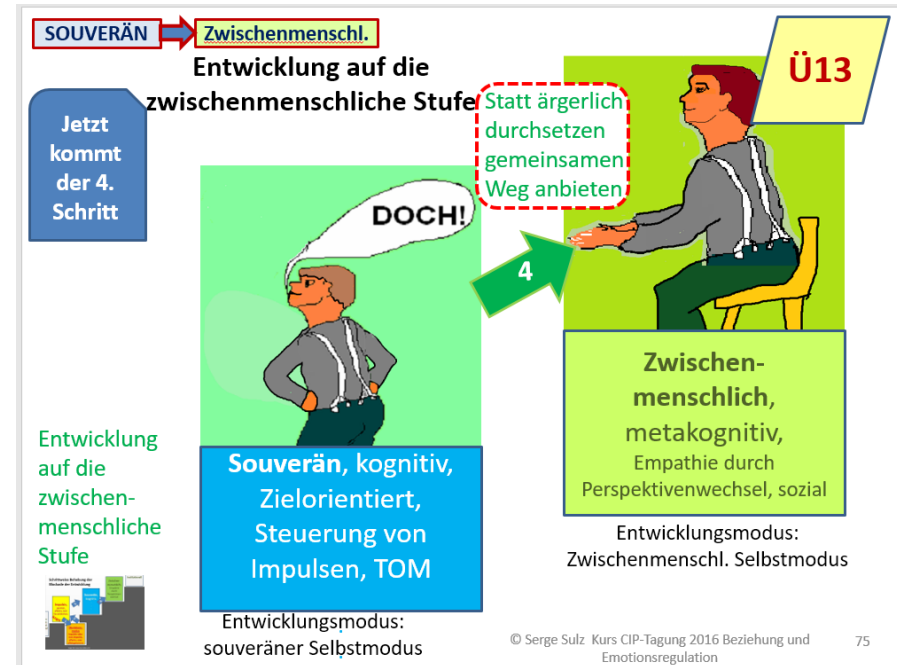 SOUVERÄN
Zwischenmenschl.
Entwicklung auf die
zwischenmenschliche Stufe
Ü13
Jetzt
kommt
der 4.
Schritt
Statt ärgerlich
durchsetzen
gemeinsamen
Weg anbieten
DOCH!
4
Entwicklung
auf die
zwischen-
menschliche
Stufe
Souverän, kognitiv,
Zielorientiert,
Steuerung von
Impulsen, TOM
Entwicklungsmodus:
souveräner Selbstmodus
Zwischen-
menschlich,
metakognitiv,
Empathie durch
Perspektivenwechsel, sozial
Entwicklungsmodus:
Zwischenmenschl. Selbstmodus
© Serge Sulz Kurs CIP-Tagung 2016 Beziehung und
Emotionsregulation
75